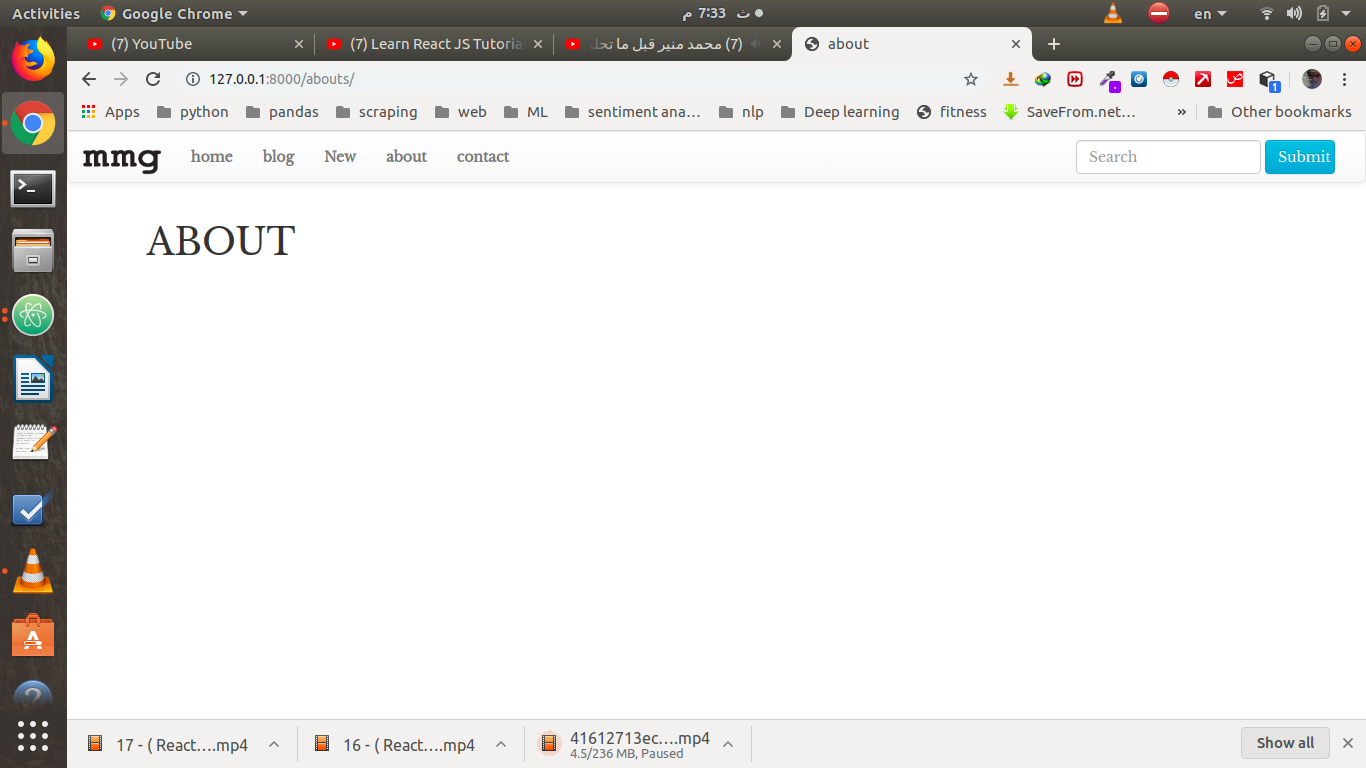 Activities Google Chrome ث 7:33 م en
(7) YouTube (7) Learn React JS Tutoria (7) محمد منير قبل ما تحل about
127.0.0.1:8000/abouts/
Apps python pandas scraping web ML sentiment ana... nlp Deep learning fitness SaveFrom.net... » Other bookmarks
mmg home blog New about contact Search Submit
ABOUT
17 - ( React....mp4 16 - ( React....mp4 41612713ec....mp4 Show all
4.5/236 MB, Paused